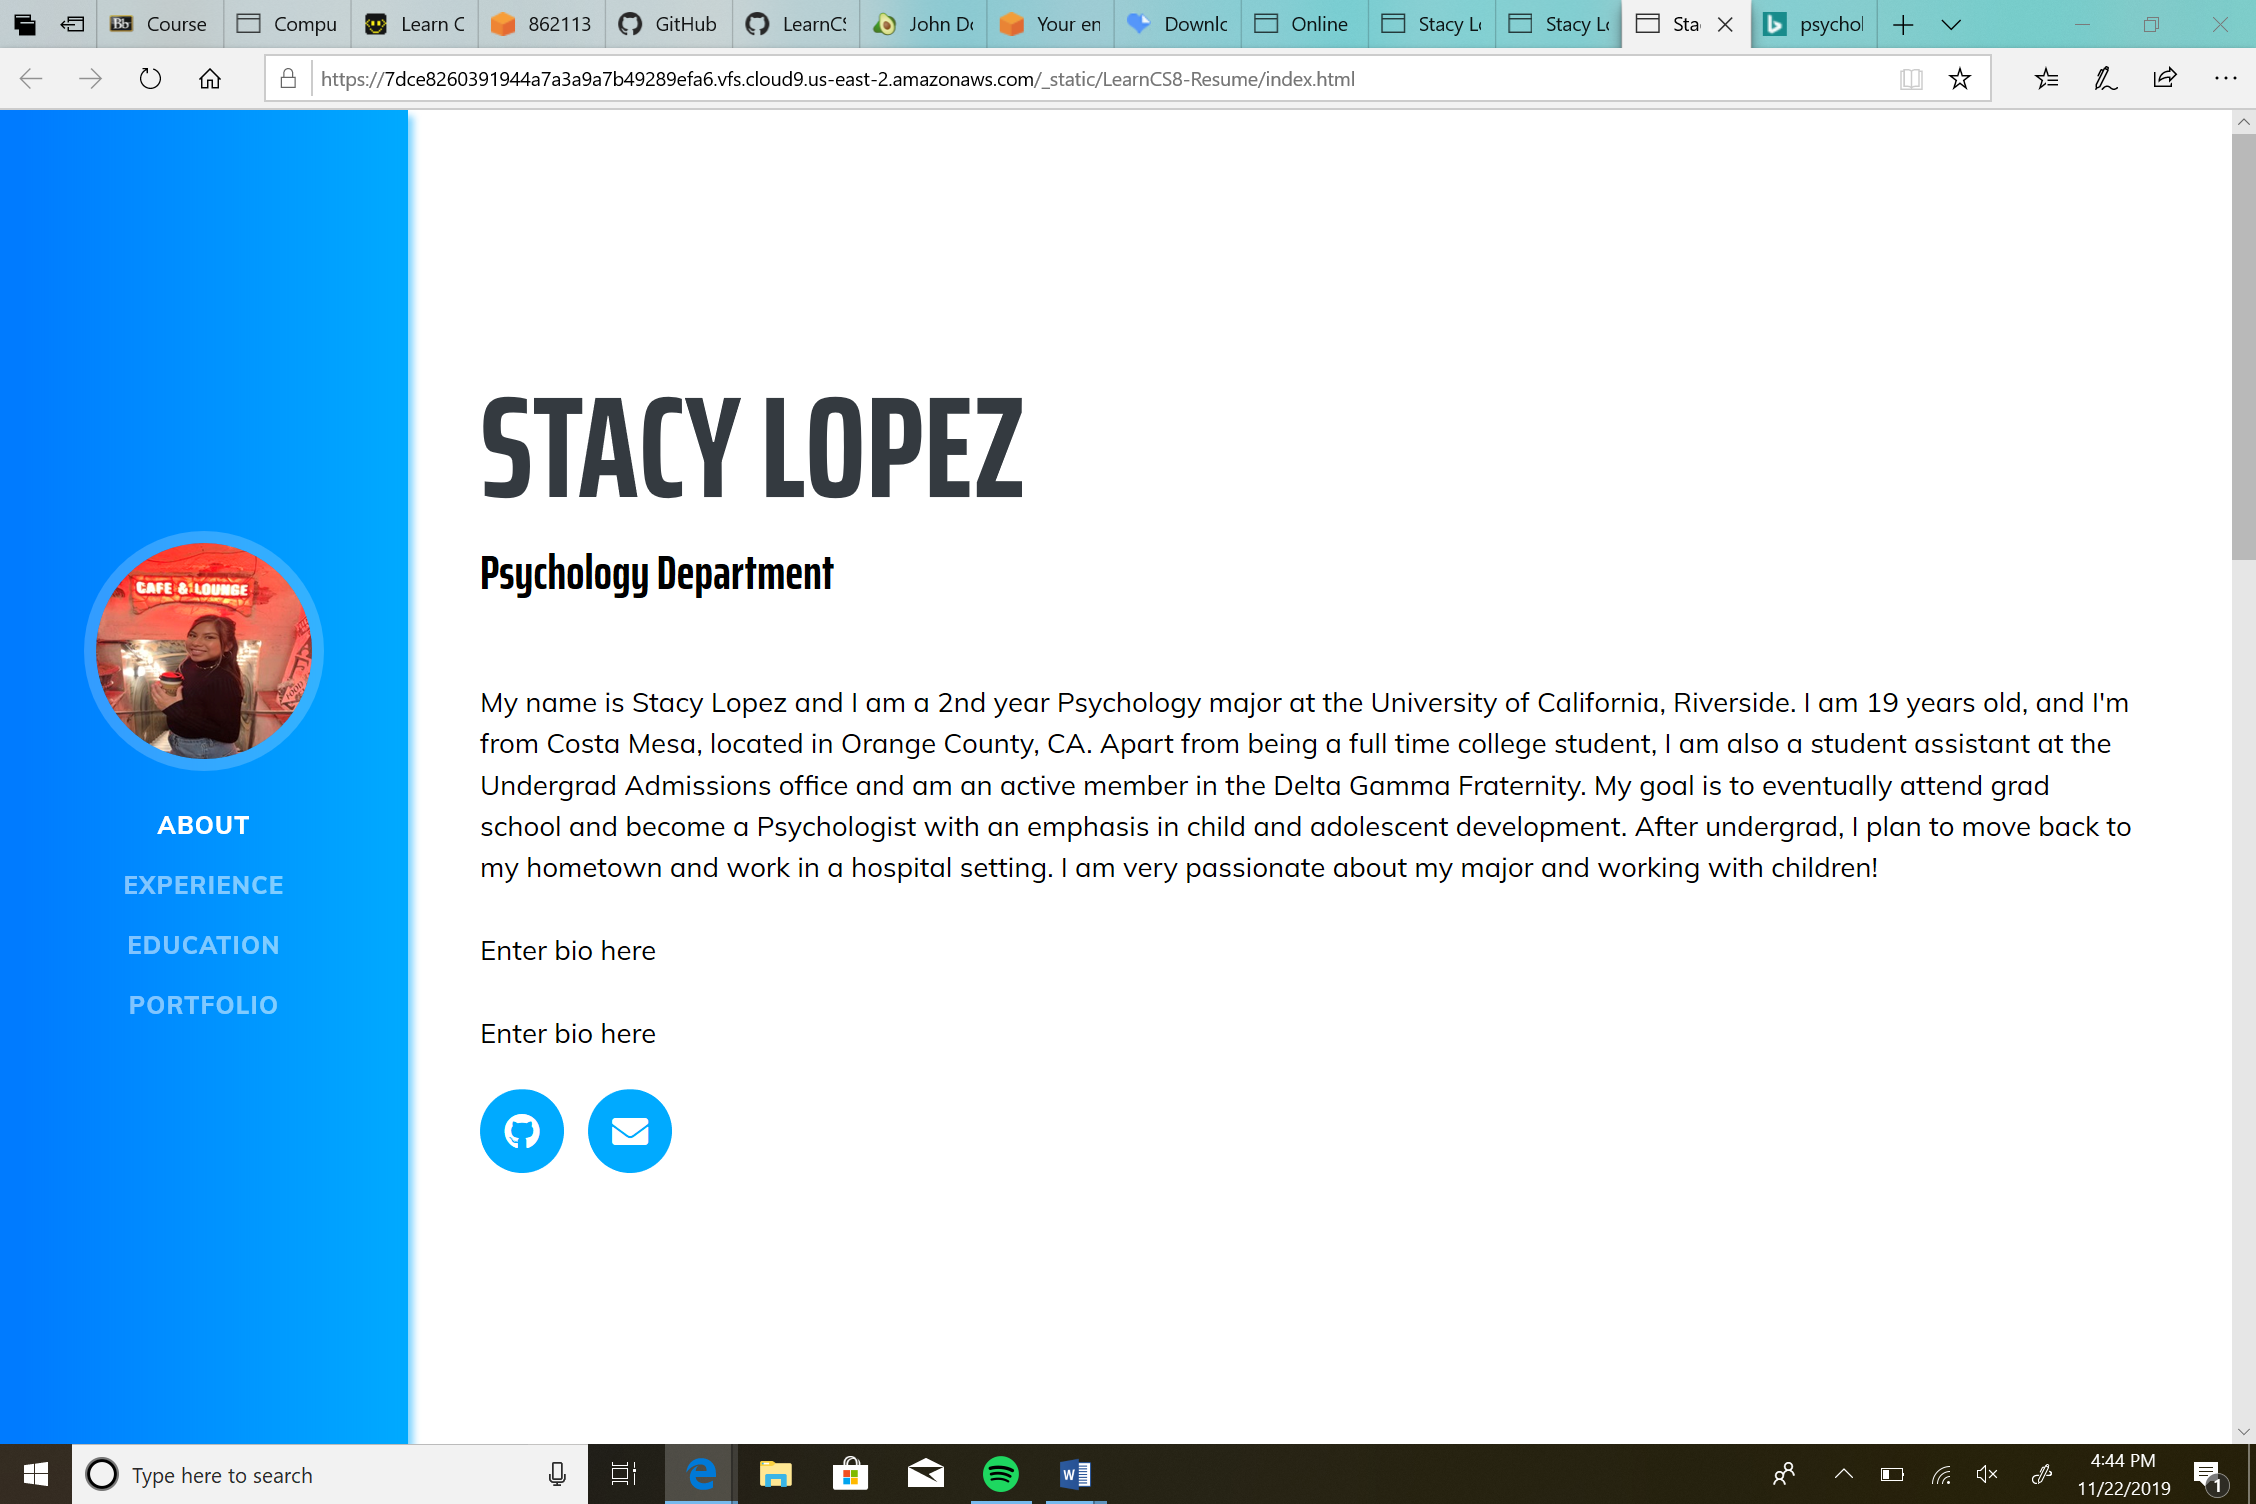 Course
Compu
Learn C
862113
GitHub
LearnCS
John Do
Your en
Downlo
Online
Stacy Lo
Stacy Lo
Sta
psychol
https://7dce8260391944a7a3a9a7b49289efa6.vfs.cloud9.us-east-2.amazonaws.com/_static/LearnCS8-Resume/index.html
STACY LOPEZ
Psychology Department
CAFE & LOUNGE
ABOUT
EXPERIENCE
EDUCATION
PORTFOLIO
My name is Stacy Lopez and I am a 2nd year Psychology major at the University of California, Riverside. I am 19 years old, and I'm
from Costa Mesa, located in Orange County, CA. Apart from being a full time college student, I am also a student assistant at the
Undergrad Admissions office and am an active member in the Delta Gamma Fraternity. My goal is to eventually attend grad
school and become a Psychologist with an emphasis in child and adolescent development. After undergrad, I plan to move back to
my hometown and work in a hospital setting. I am very passionate about my major and working with children!
Enter bio here
Enter bio here
Type here to search
4:44 PM
11/22/2019
1